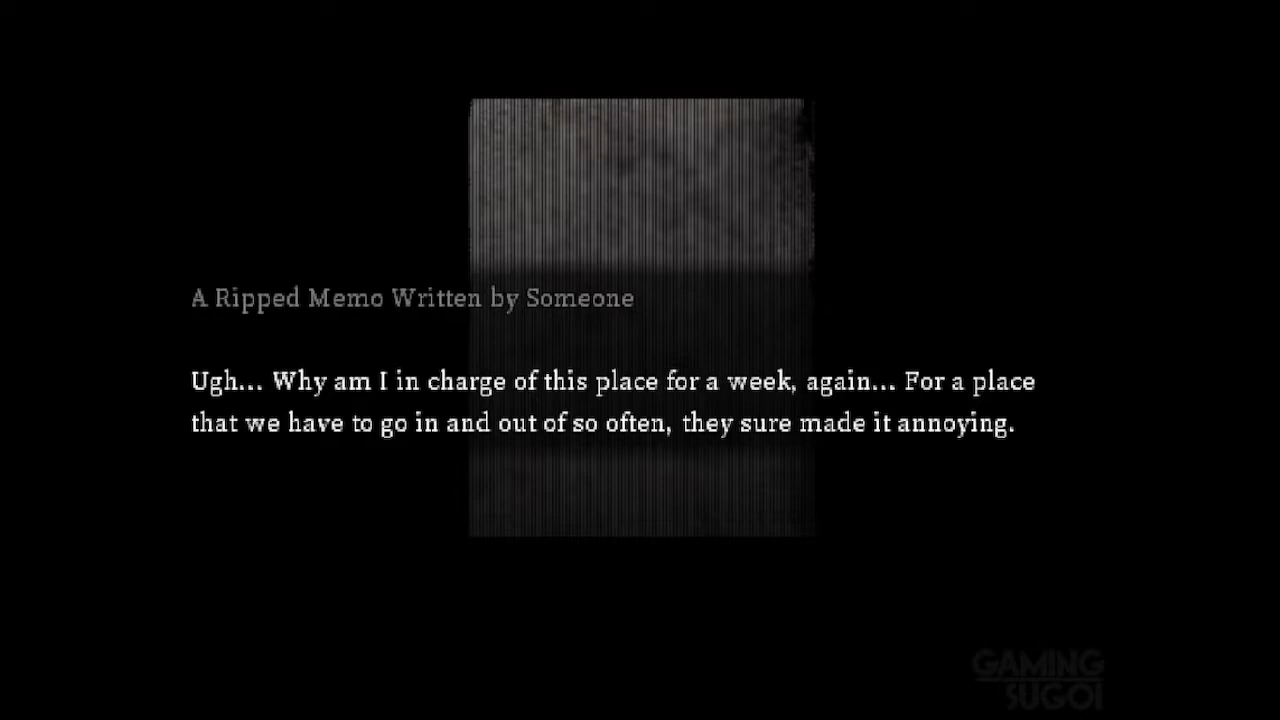 A Ripped Memo Written by Someone
Ugh... Why am I in charge of this place for a week, again... For a place
that we have to go in and out of so often, they sure made it annoying.
GAMING
SUGOI